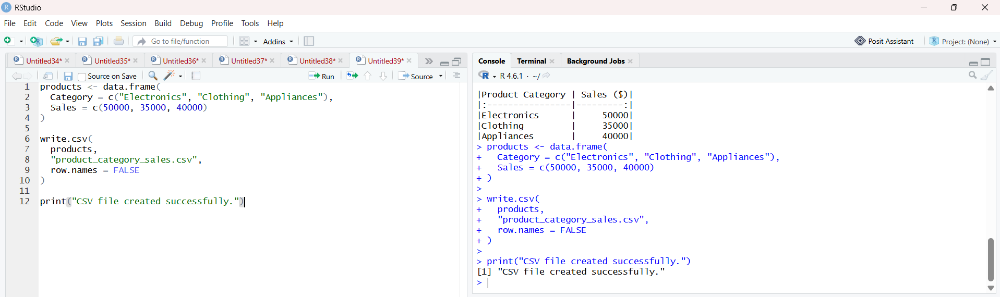 RStudio
File Edit Code View Plots Session Build Debug Profile Tools Help
Go to file/function Addins Posit Assistant Project: (None)
Untitled34* Untitled35* Untitled36* Untitled37* Untitled38* Untitled39*
Source on Save Run Source
1 products <- data.frame(
2   Category = c("Electronics", "Clothing", "Appliances"),
3   Sales = c(50000, 35000, 40000)
4 )
5
6 write.csv(
7   products,
8   "product_category_sales.csv",
9   row.names = FALSE
10 )
11
12 print("CSV file created successfully.")
Console Terminal Background Jobs
R 4.6.1 · ~/
|Product Category | Sales ($)|
|:----------------|---------:|
|Electronics      |     50000|
|Clothing         |     35000|
|Appliances       |     40000|
> products <- data.frame(
+   Category = c("Electronics", "Clothing", "Appliances"),
+   Sales = c(50000, 35000, 40000)
+ )
>
> write.csv(
+   products,
+   "product_category_sales.csv",
+   row.names = FALSE
+ )
>
> print("CSV file created successfully.")
[1] "CSV file created successfully."
>